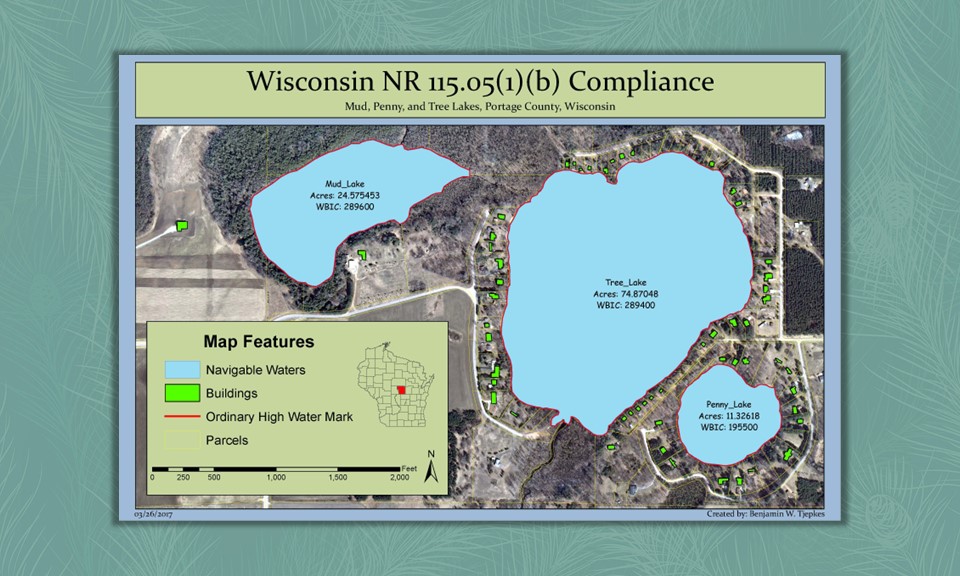 Wisconsin NR 115.05(1)(b) Compliance
Mud, Penny, and Tree Lakes, Portage County, Wisconsin
Mud_Lake
Acres: 24.575453
WBIC: 289600
Tree_Lake
Acres: 74.87048
WBIC: 289400
Penny_Lake
Acres: 11.32618
WBIC: 195500
Map Features
Navigable Waters
Buildings
Ordinary High Water Mark
Parcels
N
Feet
0 250 500 1,000 1,500 2,000
03/26/2017
Created by: Benjamin W. Tjepkes